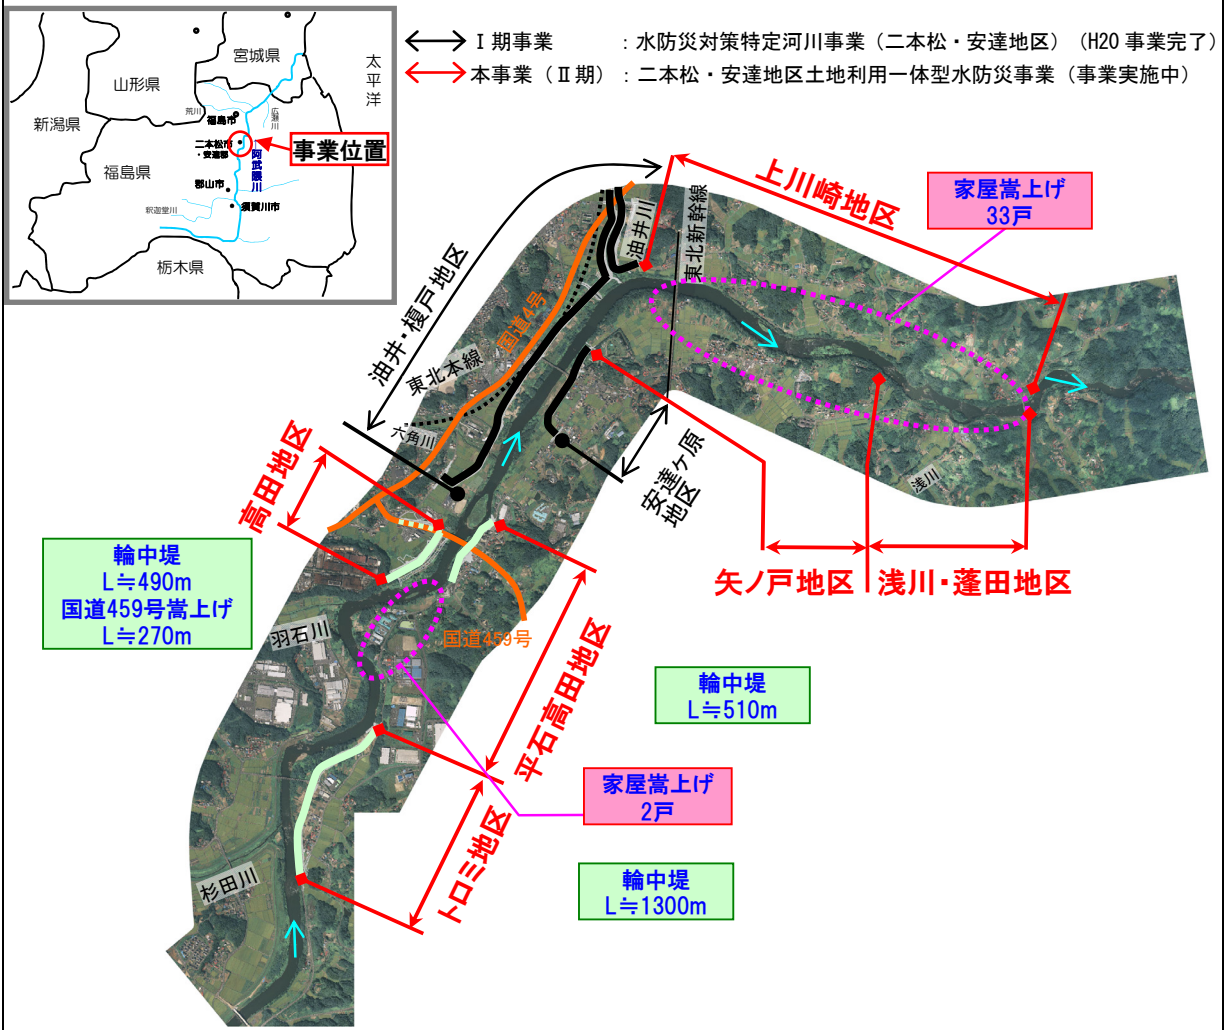 Ⅰ期事業 ：水防災対策特定河川事業（二本松・安達地区）（H20 事業完了）
本事業（Ⅱ期）：二本松・安達地区土地利用一体型水防災事業（事業実施中）
宮城県
太平洋
山形県
荒川
広瀬川
福島市
新潟県
二本松市
・安達郡
事業位置
阿武隈川
福島県
郡山市
釈迦堂川
須賀川市
栃木県
上川崎地区
家屋嵩上げ
33戸
油井川
東北新幹線
油井・榎戸地区
国道4号
東北本線
六角川
高田地区
安達ヶ原
地区
浅川
矢ノ戸地区
浅川・蓬田地区
輪中堤
L≒490m
国道459号嵩上げ
L≒270m
羽石川
国道459号
平石高田地区
輪中堤
L≒510m
家屋嵩上げ
2戸
トロミ地区
杉田川
輪中堤
L≒1300m